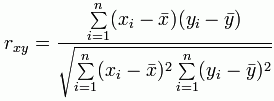 r_{xy} = \frac{\sum_{i=1}^{n}(x_i - \bar{x})(y_i - \bar{y})}{\sqrt{\sum_{i=1}^{n}(x_i - \bar{x})^2 \sum_{i=1}^{n}(y_i - \bar{y})^2}}